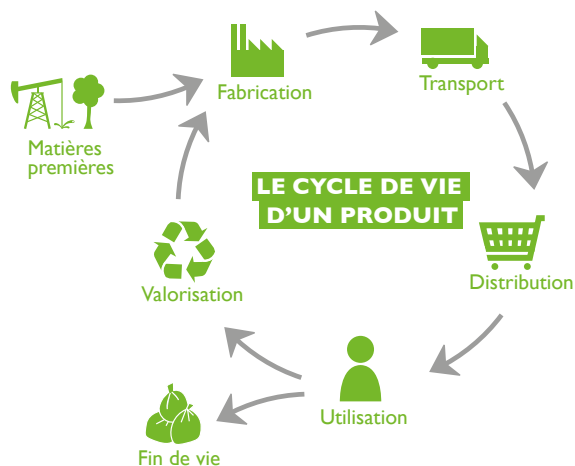 Fabrication
Transport
Matières
premières
LE CYCLE DE VIE
D'UN PRODUIT
Distribution
Valorisation
Utilisation
Fin de vie